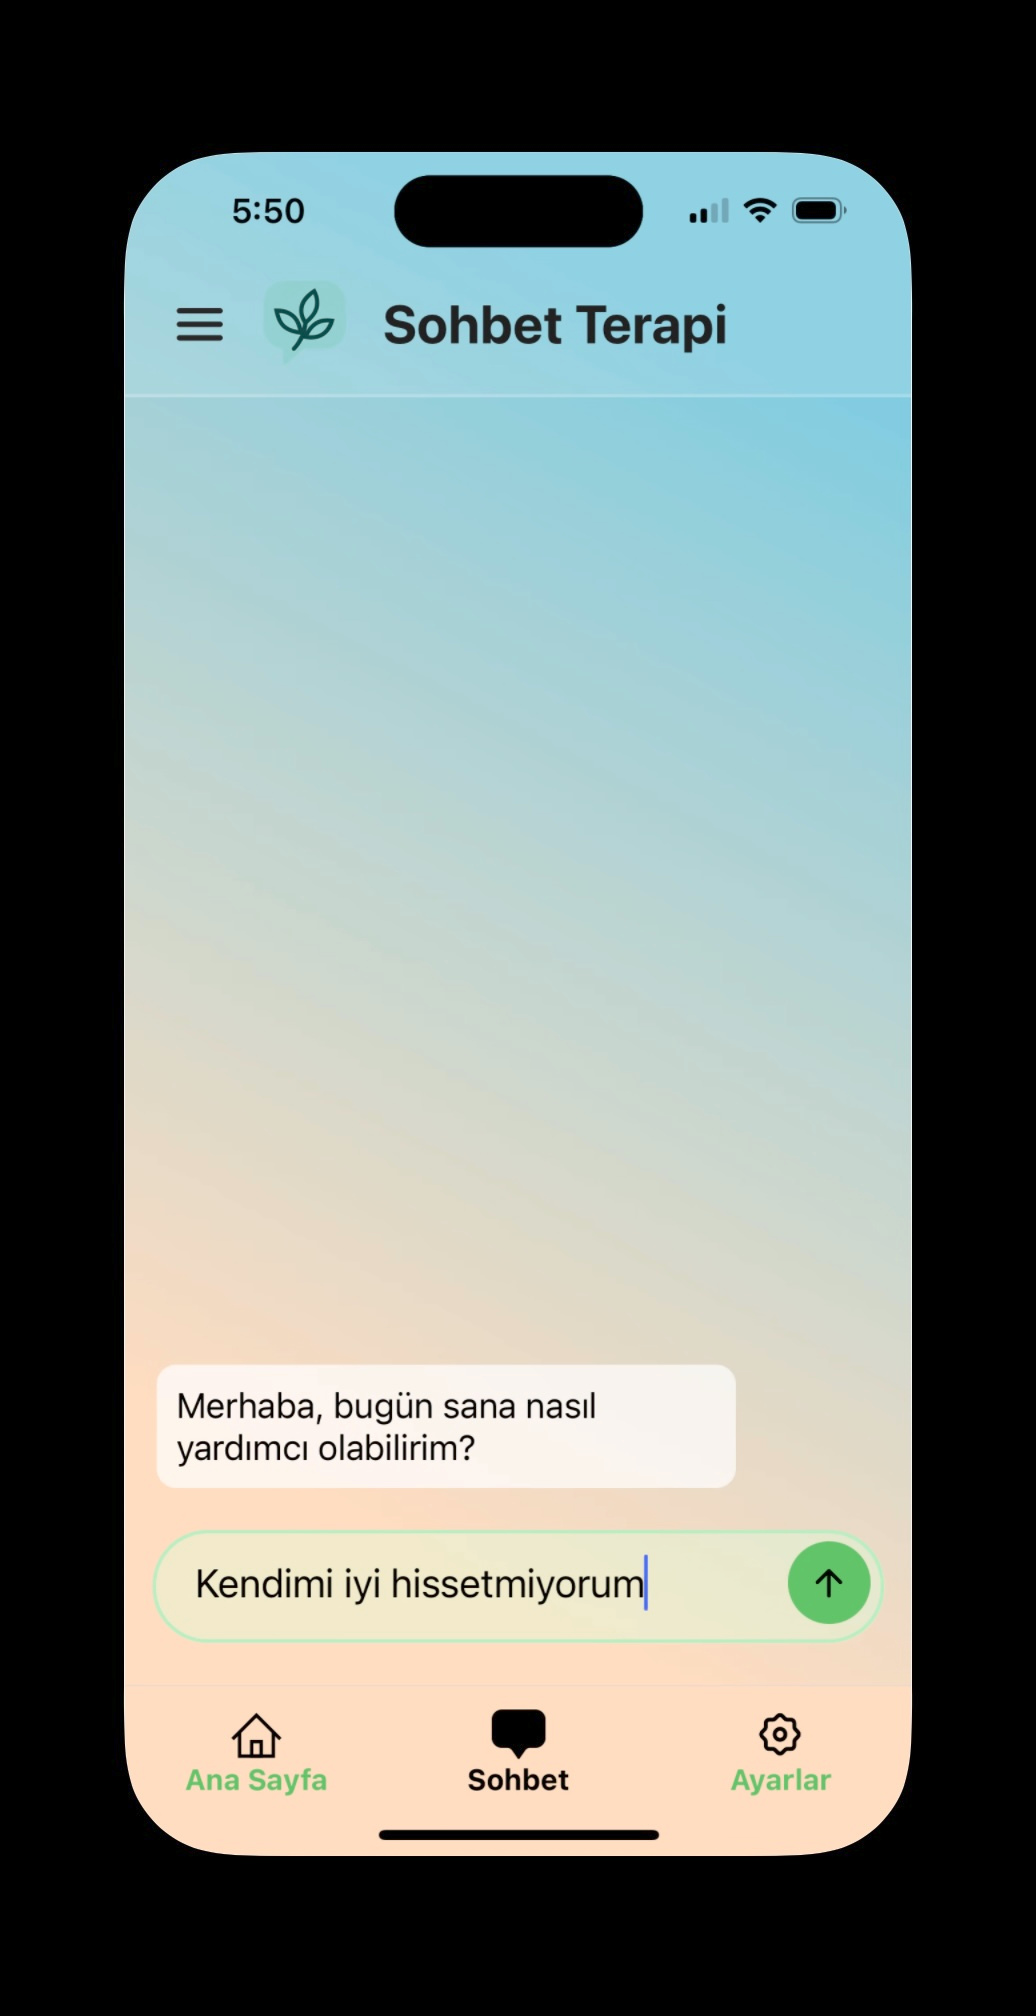 5:50
Sohbet Terapi
Merhaba, bugün sana nasıl
yardımcı olabilirim?
Kendimi iyi hissetmiyorum
Ana Sayfa
Sohbet
Ayarlar